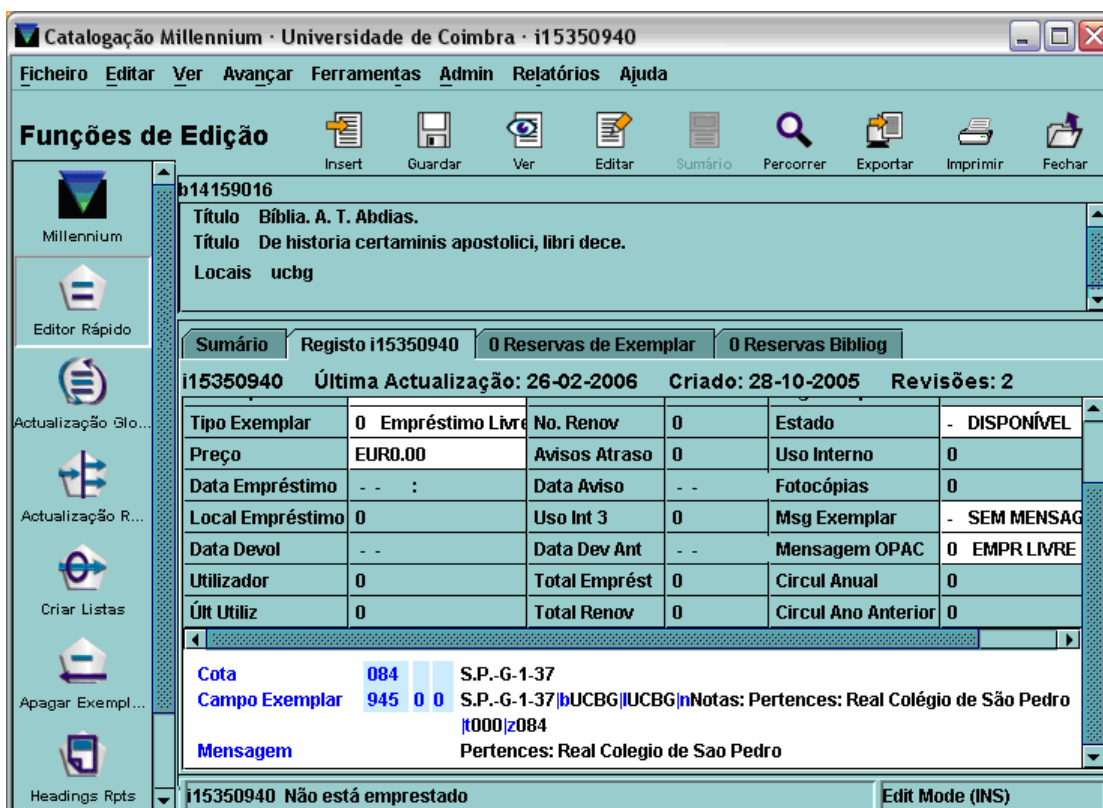 Catalogação Millennium · Universidade de Coimbra · i15350940
Ficheiro Editar Ver Avançar Ferramentas Admin Relatórios Ajuda
Funções de Edição
Insert Guardar Ver Editar Sumário Percorrer Exportar Imprimir Fechar
Millennium
Editor Rápido
Actualização Glo...
Actualização R...
Criar Listas
Apagar Exempl...
Headings Rpts
b14159016
Título Bíblia. A. T. Abdias.
Título De historia certaminis apostolici, libri dece.
Locais ucbg
Sumário Registo i15350940 0 Reservas de Exemplar 0 Reservas Bibliog
i15350940 Última Actualização: 26-02-2006 Criado: 28-10-2005 Revisões: 2
Tipo Exemplar 0 Empréstimo Livre No. Renov 0 Estado - DISPONÍVEL
Preço EUR0.00 Avisos Atraso 0 Uso Interno 0
Data Empréstimo - - : Data Aviso - - Fotocópias 0
Local Empréstimo 0 Uso Int 3 0 Msg Exemplar - SEM MENSAG
Data Devol - - Data Dev Ant - - Mensagem OPAC 0 EMPR LIVRE
Utilizador 0 Total Emprést 0 Circul Anual 0
Últ Utiliz 0 Total Renov 0 Circul Ano Anterior 0
Cota 084 S.P.-G-1-37
Campo Exemplar 945 0 0 S.P.-G-1-37|bUCBG|lUCBG|nNotas: Pertences: Real Colégio de São Pedro
|t000|z084
Mensagem Pertences: Real Colegio de Sao Pedro
i15350940 Não está emprestado Edit Mode (INS)